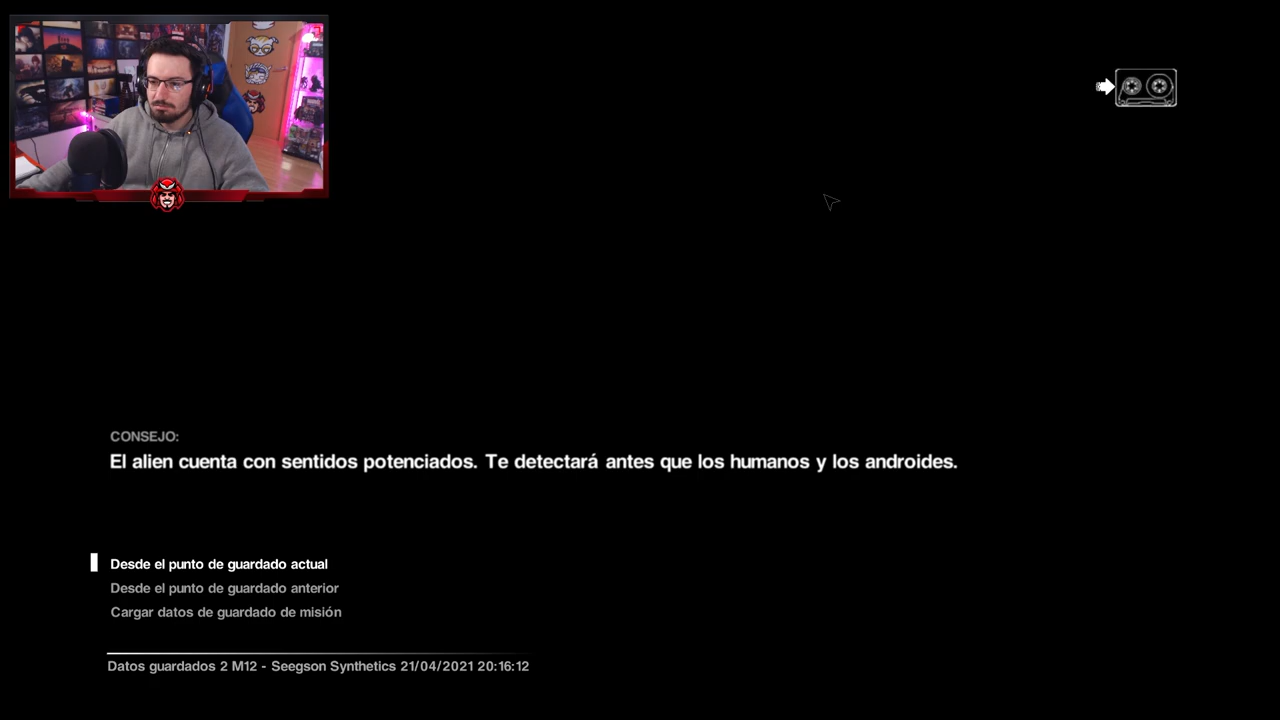 CONSEJO:
El alien cuenta con sentidos potenciados. Te detectará antes que los humanos y los androides.
Desde el punto de guardado actual
Desde el punto de guardado anterior
Cargar datos de guardado de misión
Datos guardados 2 M12 - Seegson Synthetics 21/04/2021 20:16:12